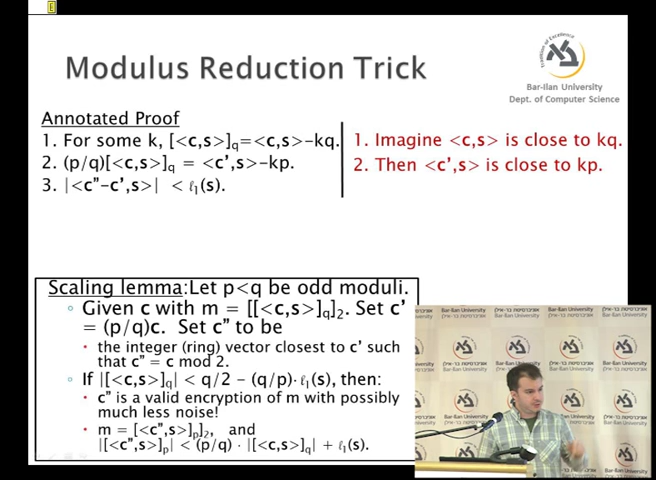 E
Modulus Reduction Trick
Bar-Ilan University
Dept. of Computer Science
Annotated Proof
1. For some k, [<c,s>]q=<c,s>-kq.
2. (p/q)[<c,s>]q = <c',s>-kp.
3. |<c"-c',s>| < ℓ1(s).
1. Imagine <c,s> is close to kq.
2. Then <c',s> is close to kp.
Scaling lemma:Let p<q be odd moduli.
◦ Given c with m = [[<c,s>]q]2. Set c'
= (p/q)c. Set c" to be
• the integer (ring) vector closest to c' such
that c" = c mod 2.
◦ If |[<c,s>]q| < q/2 - (q/p)·ℓ1(s), then:
• c" is a valid encryption of m with possibly
much less noise!
• m = [<c",s>]p]2, and
|[<c",s>]p| < (p/q) · |[<c,s>]q| + ℓ1(s).
Bar-Ilan University